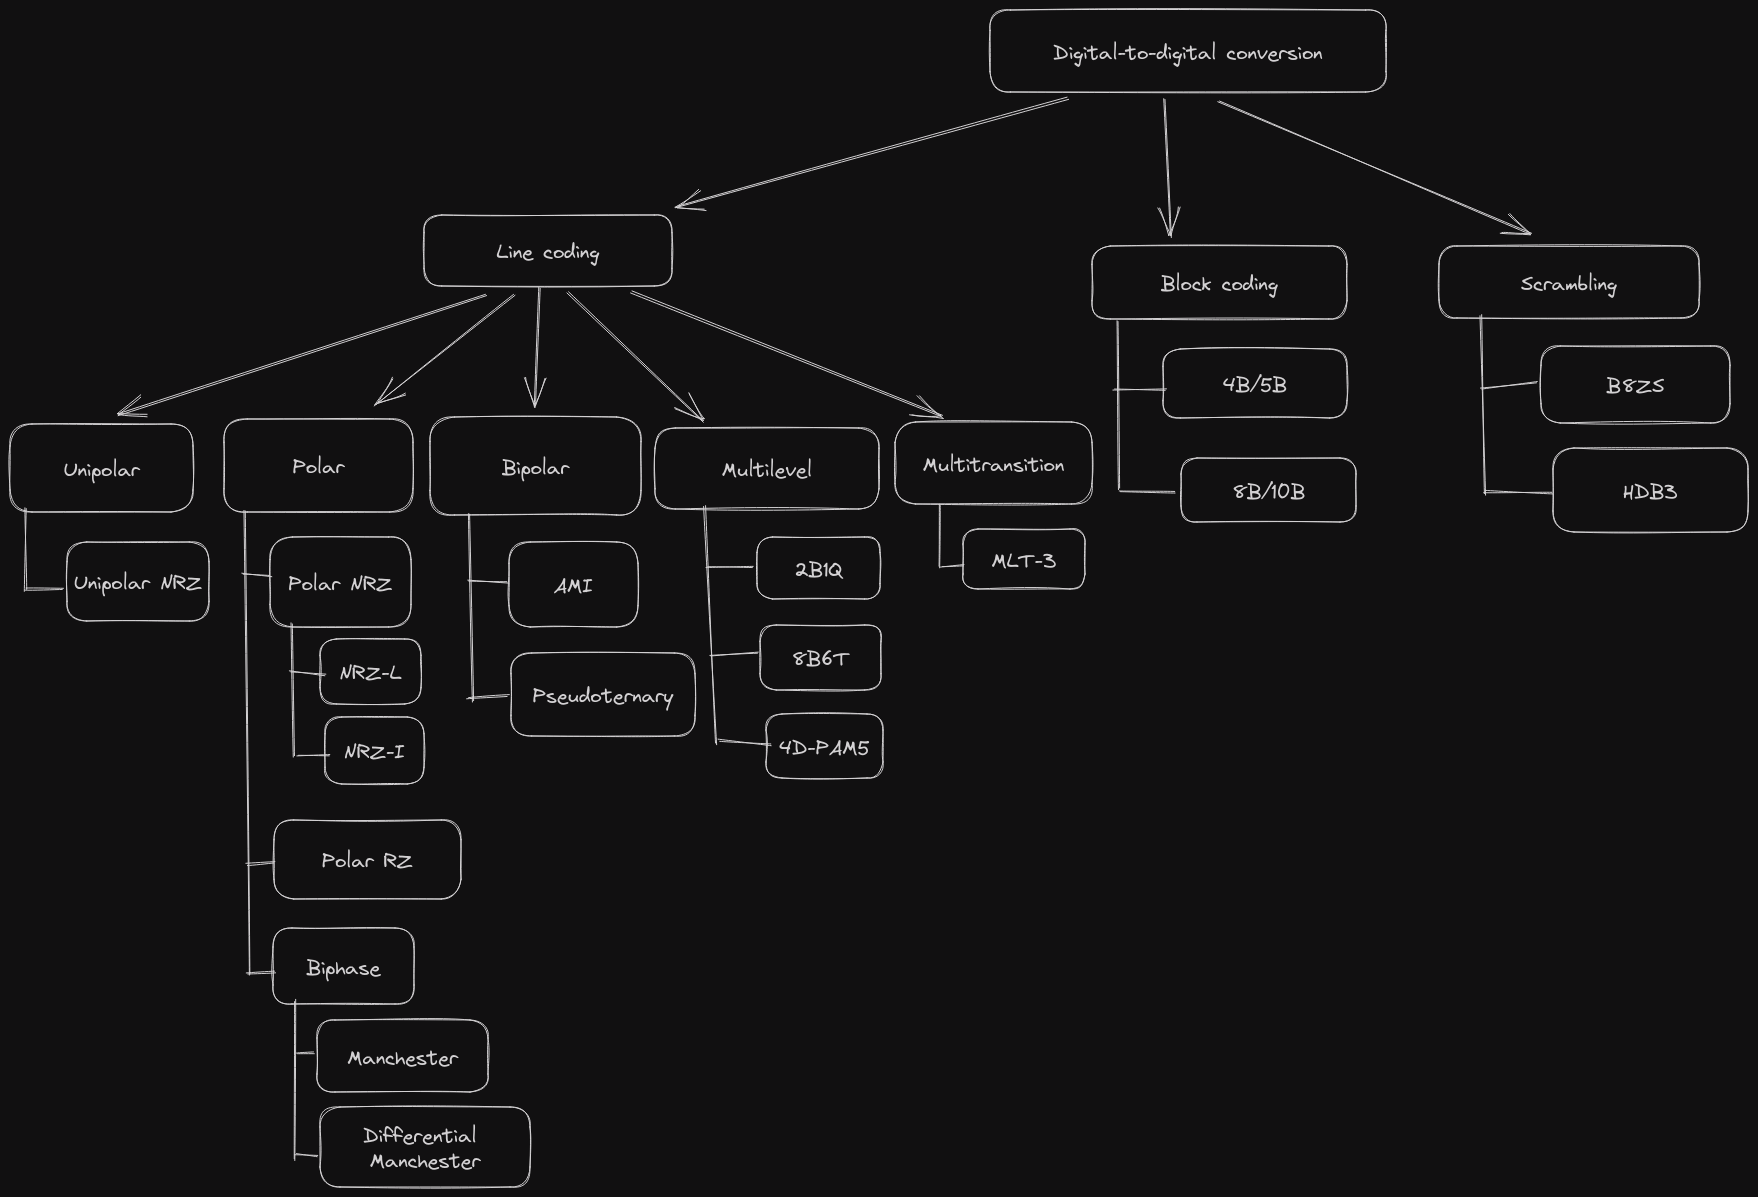 Digital-to-digital conversion
Line coding
Block coding
Scrambling
Unipolar
Polar
Bipolar
Multilevel
Multitransition
4B/5B
8B/10B
B8ZS
HDB3
Unipolar NRZ
Polar NRZ
NRZ-L
NRZ-I
Polar RZ
Biphase
Manchester
Differential
Manchester
AMI
Pseudoternary
2B1Q
8B6T
4D-PAM5
MLT-3